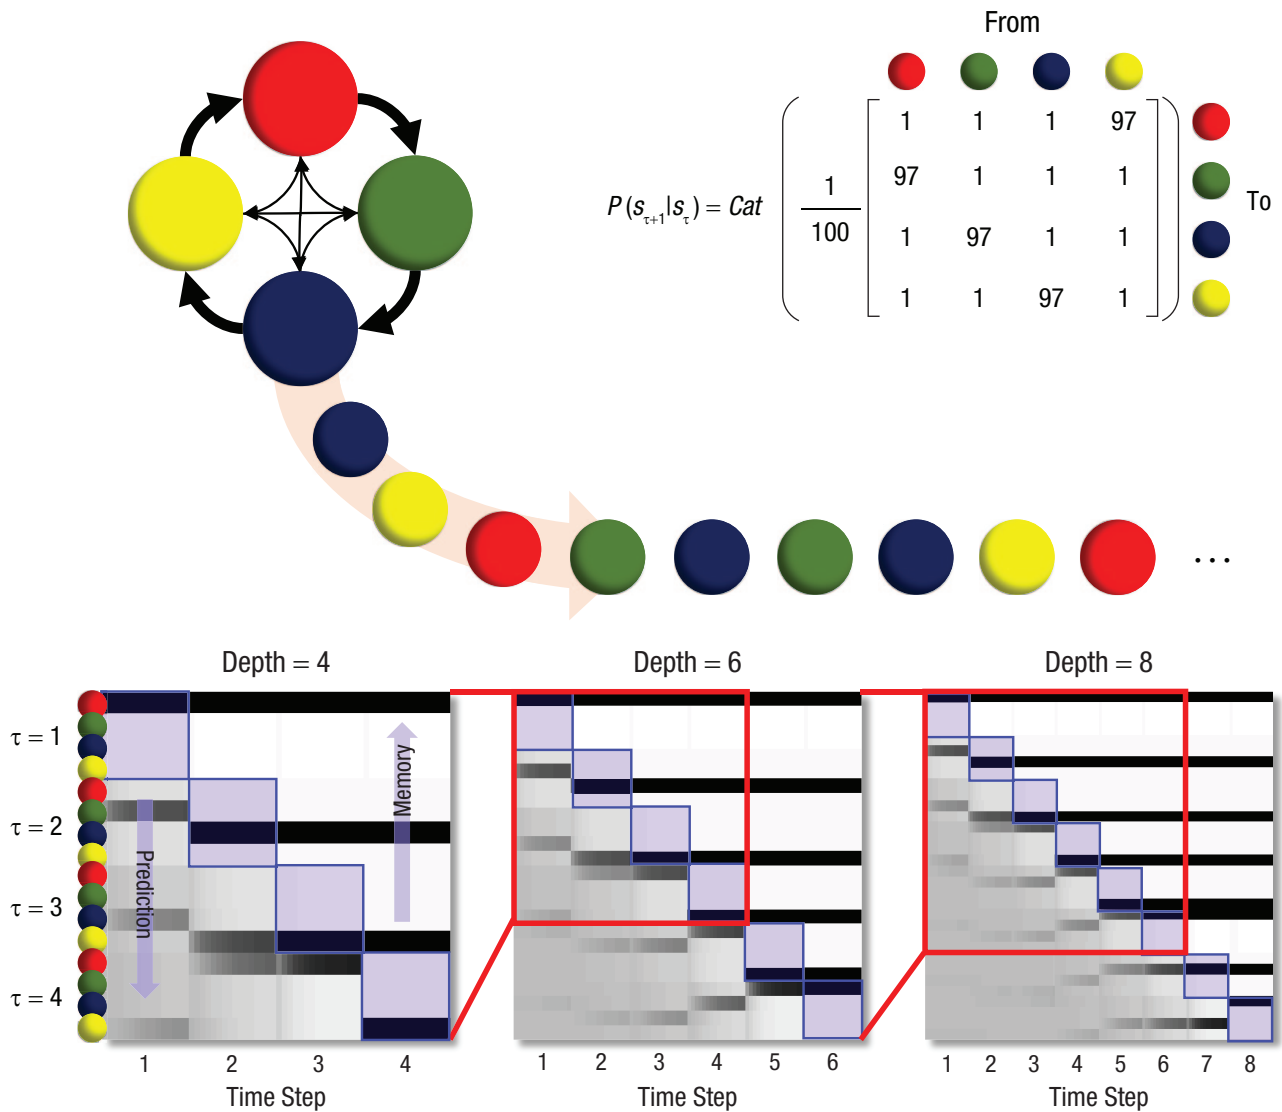 From
1 1 1 97
97 1 1 1
P (s_{τ+1}|s_τ) = Cat 1/100 To
1 97 1 1
1 1 97 1
...
Depth = 4
Depth = 6
Depth = 8
τ = 1
τ = 2
τ = 3
τ = 4
Prediction
Memory
1 2 3 4
Time Step
1 2 3 4 5 6
Time Step
1 2 3 4 5 6 7 8
Time Step